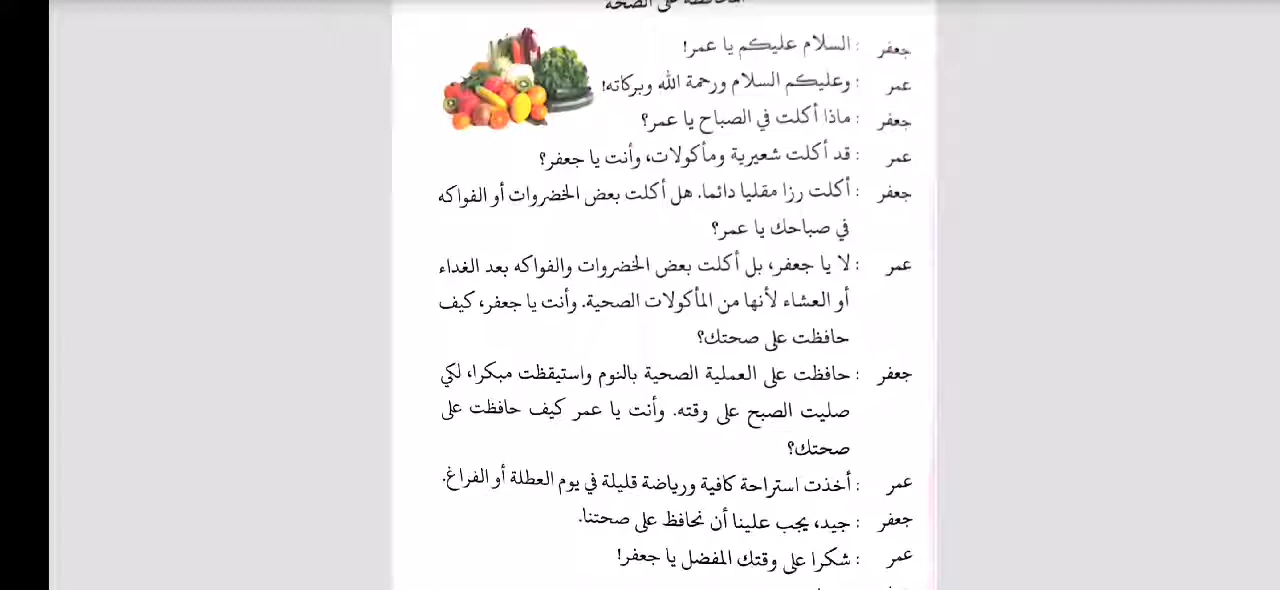 المحافظة على الصحة
جعفر : السلام عليكم يا عمر!
عمر : وعليكم السلام ورحمة الله وبركاته!
جعفر : ماذا أكلت في الصباح يا عمر؟
عمر : قد أكلت شعيرية ومأكولات، وأنت يا جعفر؟
جعفر : أكلت رزا مقليا دائما. هل أكلت بعض الخضروات أو الفواكه
في صباحك يا عمر؟
عمر : لا يا جعفر، بل أكلت بعض الخضروات والفواكه بعد الغداء
أو العشاء لأنها من المأكولات الصحية. وأنت يا جعفر، كيف
حافظت على صحتك؟
جعفر : حافظت على العملية الصحية بالنوم واستيقظت مبكرا، لكي
صليت الصبح على وقته. وأنت يا عمر كيف حافظت على
صحتك؟
عمر : أخذت استراحة كافية ورياضة قليلة في يوم العطلة أو الفراغ.
جعفر : جيد، يجب علينا أن نحافظ على صحتنا.
عمر : شكرا على وقتك المفضل يا جعفر!